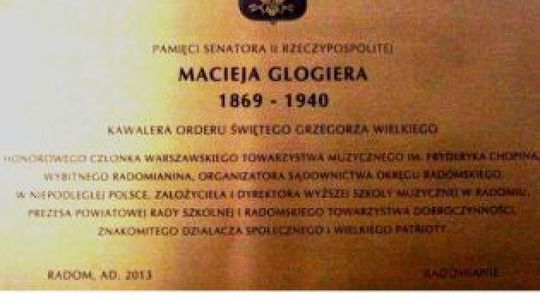 PAMIĘCI SENATORA II RZECZYPOSPOLITEJ
MACIEJA GLOGIERA
1869 - 1940
KAWALERA ORDERU ŚWIĘTEGO GRZEGORZA WIELKIEGO
HONOROWEGO CZŁONKA WARSZAWSKIEGO TOWARZYSTWA MUZYCZNEGO IM. FRYDERYKA CHOPINA,
WYBITNEGO RADOMIANINA, ORGANIZATORA SĄDOWNICTWA OKRĘGU RADOMSKIEGO
W NIEPODLEGŁEJ POLSCE, ZAŁOŻYCIELA I DYREKTORA WYŻSZEJ SZKOŁY MUZYCZNEJ W RADOMIU,
PREZESA POWIATOWEJ RADY SZKOLNEJ I RADOMSKIEGO TOWARZYSTWA DOBROCZYNNOŚCI,
ZNAKOMITEGO DZIAŁACZA SPOŁECZNEGO I WIELKIEGO PATRIOTY
RADOM, AD. 2013 RADOMIANIE